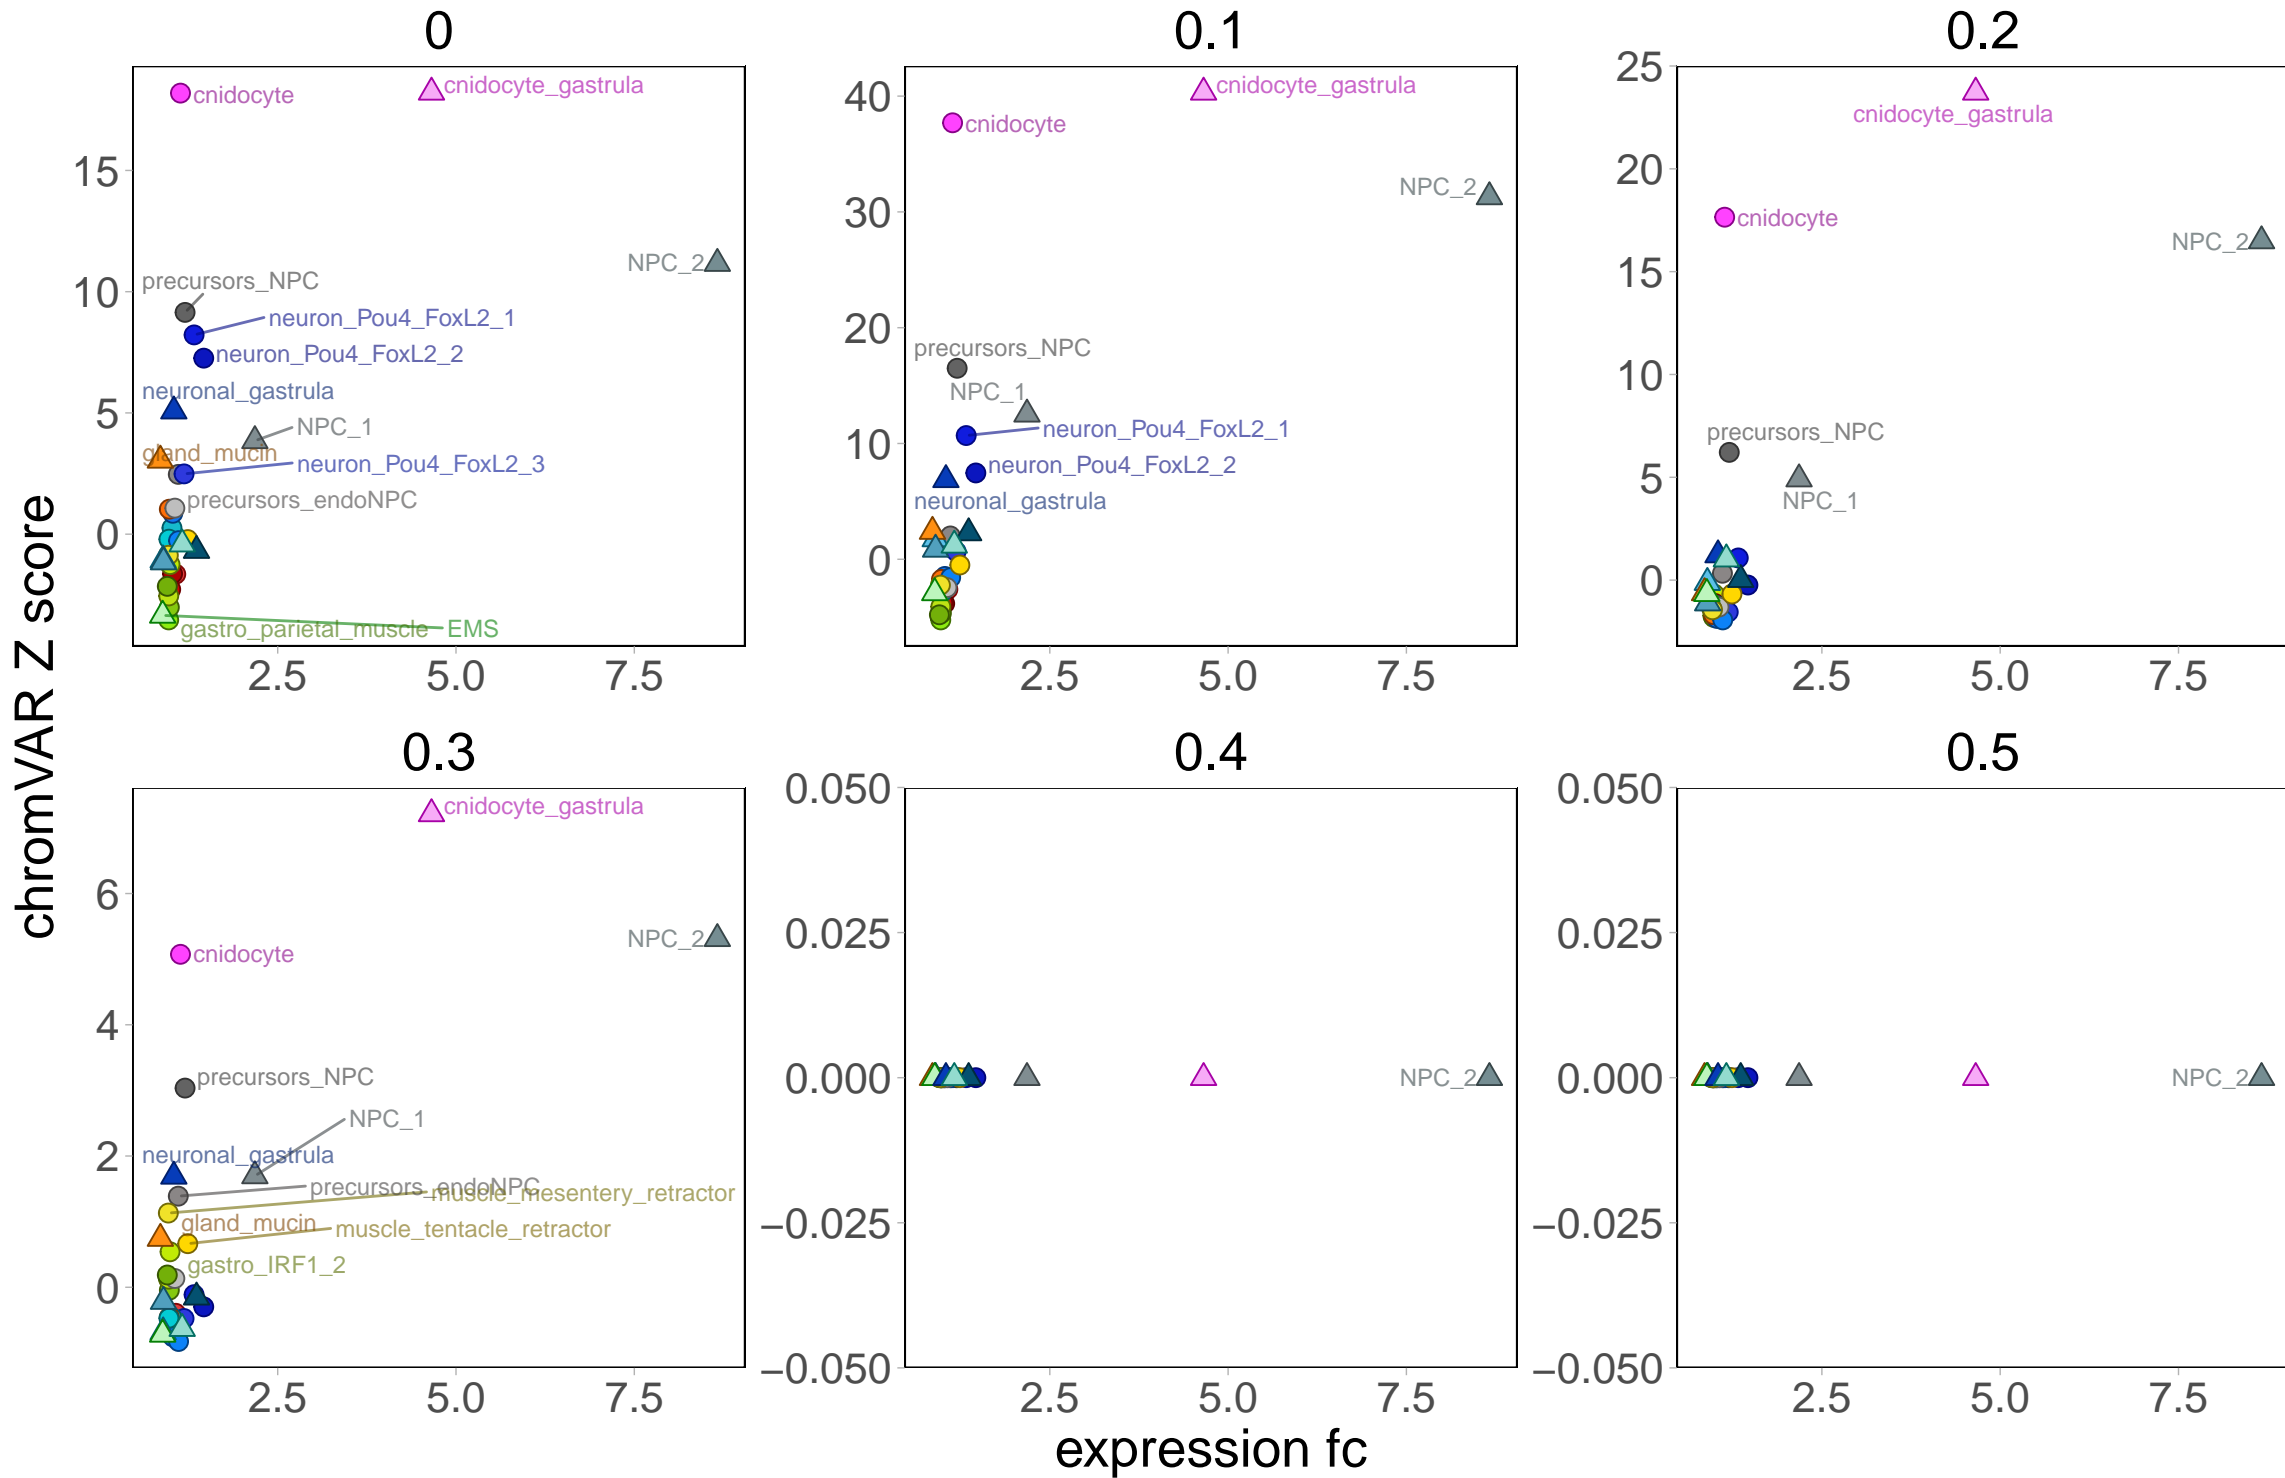 0
0.1
0.2
cnidocyte
cnidocyte_gastrula
NPC_2
precursors_NPC
neuron_Pou4_FoxL2_1
neuron_Pou4_FoxL2_2
neuronal_gastrula
NPC_1
gland_mucin
neuron_Pou4_FoxL2_3
precursors_endoNPC
gastro_parietal_muscle
EMS
15
10
5
0
2.5
5.0
7.5
cnidocyte_gastrula
cnidocyte
NPC_2
precursors_NPC
NPC_1
neuron_Pou4_FoxL2_1
neuron_Pou4_FoxL2_2
neuronal_gastrula
40
30
20
10
0
2.5
5.0
7.5
cnidocyte_gastrula
cnidocyte
NPC_2
precursors_NPC
NPC_1
25
20
15
10
5
0
2.5
5.0
7.5
chromVAR Z score
0.3
0.4
0.5
cnidocyte_gastrula
NPC_2
cnidocyte
precursors_NPC
NPC_1
neuronal_gastrula
precursors_endoNPC
muscle_mesentery_retractor
gland_mucin
muscle_tentacle_retractor
gastro_IRF1_2
6
4
2
0
2.5
5.0
7.5
0.050
0.025
0.000
−0.025
−0.050
NPC_2
2.5
5.0
7.5
0.050
0.025
0.000
−0.025
−0.050
NPC_2
2.5
5.0
7.5
expression fc